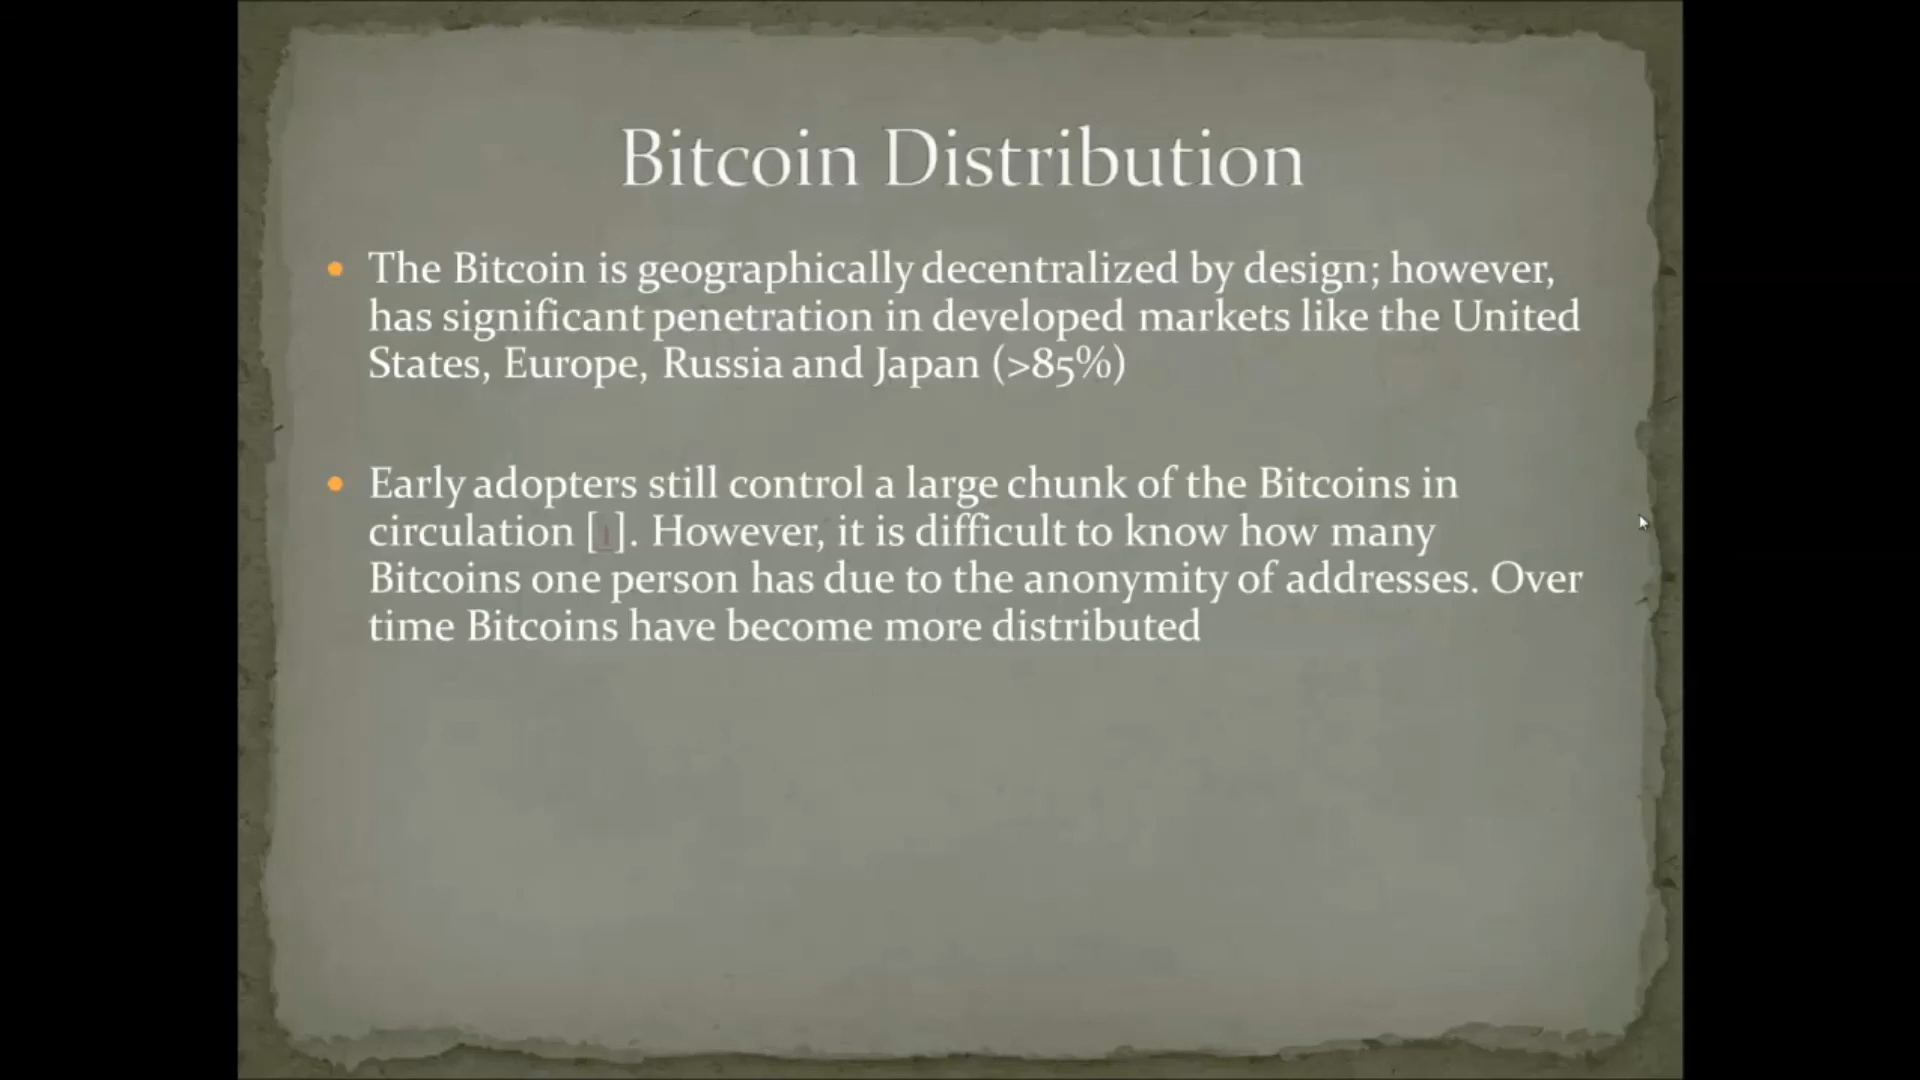 Bitcoin Distribution
• The Bitcoin is geographically decentralized by design; however,
has significant penetration in developed markets like the United
States, Europe, Russia and Japan (>85%)
• Early adopters still control a large chunk of the Bitcoins in
circulation [1]. However, it is difficult to know how many
Bitcoins one person has due to the anonymity of addresses. Over
time Bitcoins have become more distributed